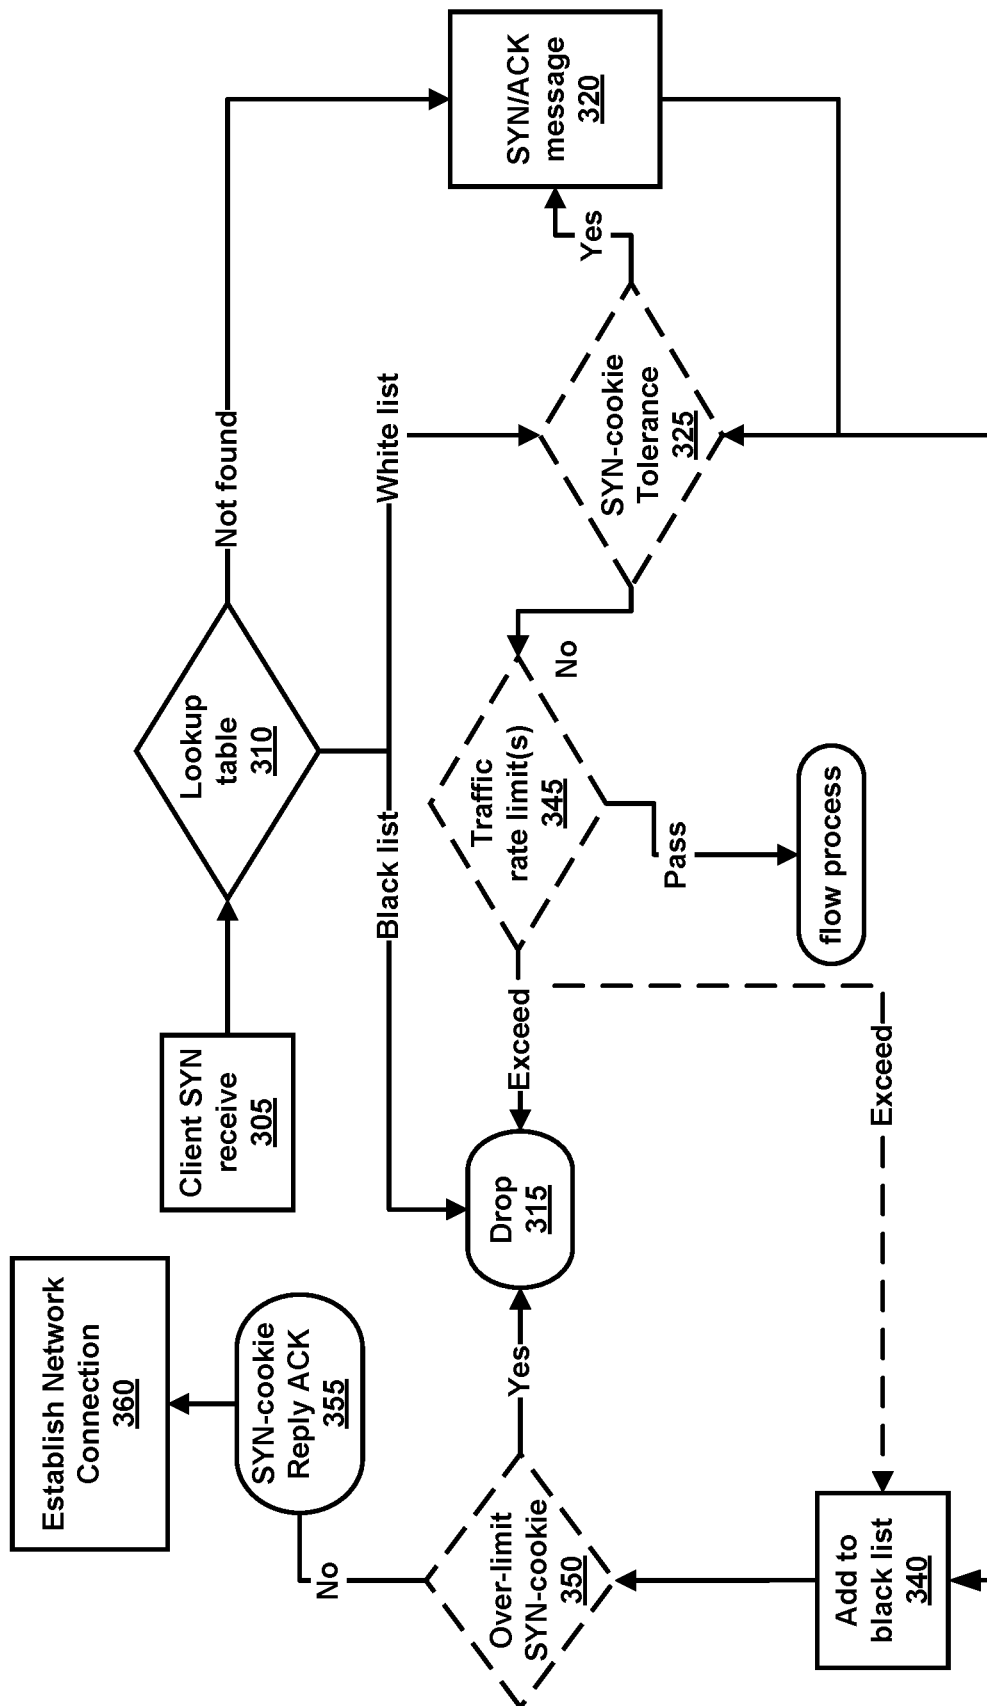 Client SYN
receive
305
Lookup
table
310
Not found
Black list
White list
SYN/ACK
message
320
Yes
SYN-cookie
Tolerance
325
No
Traffic
rate limit(s)
345
Pass
flow process
Exceed
Exceed
Drop
315
Yes
Establish Network
Connection
360
SYN-cookie
Reply ACK
355
No
Over-limit
SYN-cookie
350
Add to
black list
340